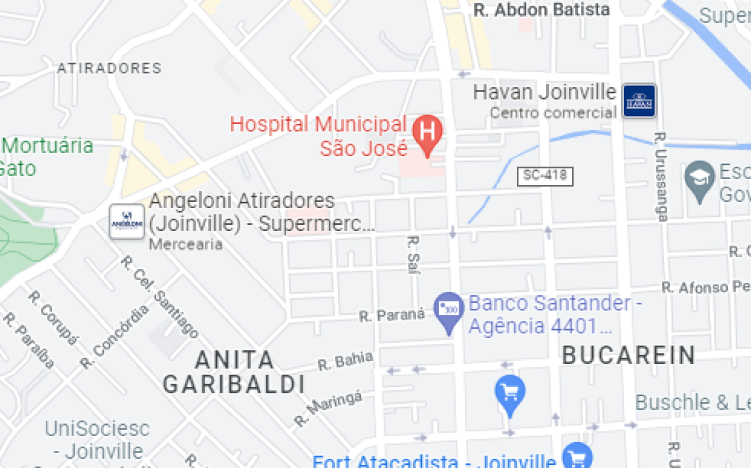 R. Abdon Batista
Super
ATIRADORES
Havan Joinville
Centro comercial
HAVAN
Hospital Municipal
São José
H
Mortuária
Gato
SC-418
R. Urussanga
Esc
Gov
Angeloni Atiradores
(Joinville) - Supermerc...
Mercearia
ANGELONI
R. Saí
R. Cel. Santiago
R. Afonso Pe
R. Corupá
R. Concórdia
R. Paraíba
R. Paraná
Banco Santander -
Agência 4401...
R. Bahia
ANITA
GARIBALDI
BUCAREIN
R. Maringá
Buschle & Le
UniSociesc
- Joinville
Fort Atacadista - Joinville